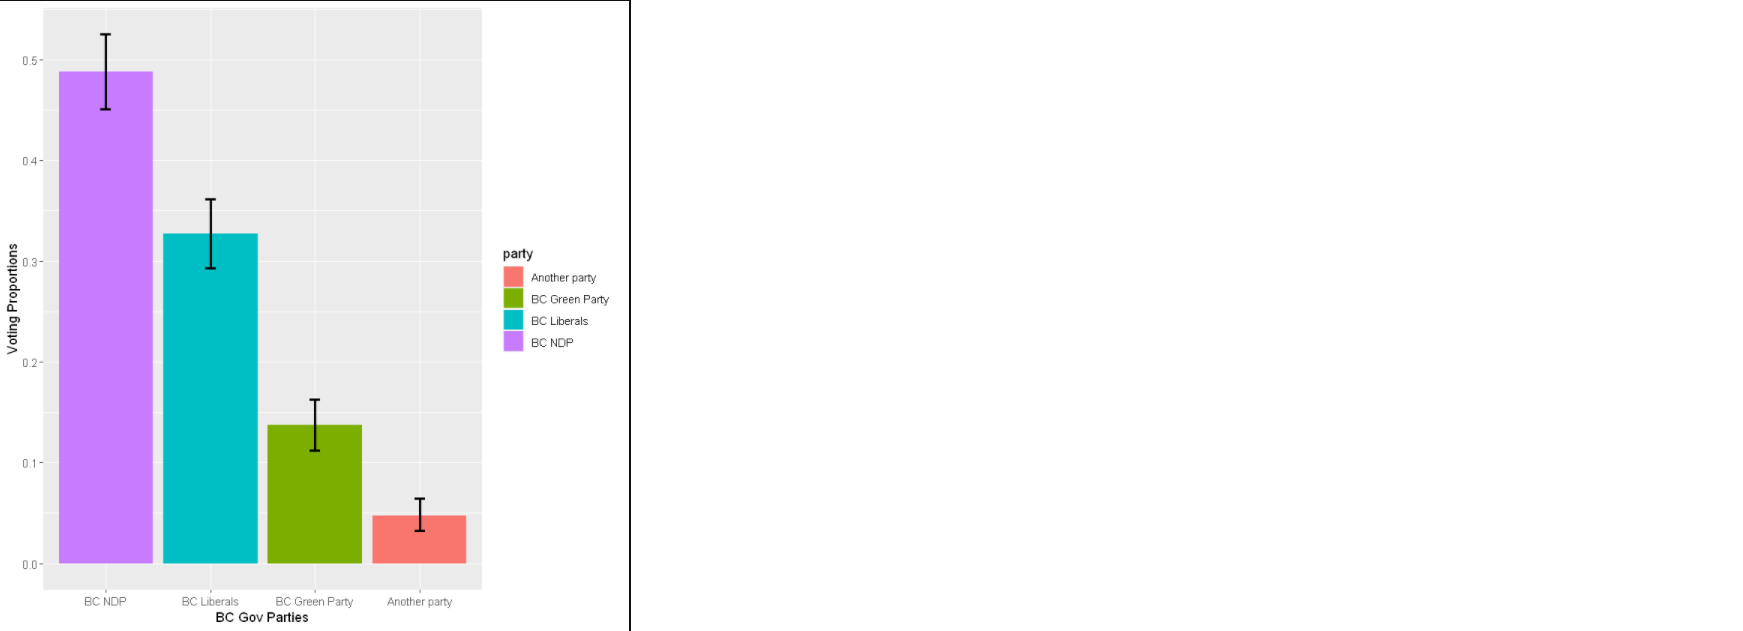 Voting Proportions
0.5
0.4
0.3
0.2
0.1
0.0
BC NDP
BC Liberals
BC Green Party
Another party
BC Gov Parties
party
Another party
BC Green Party
BC Liberals
BC NDP